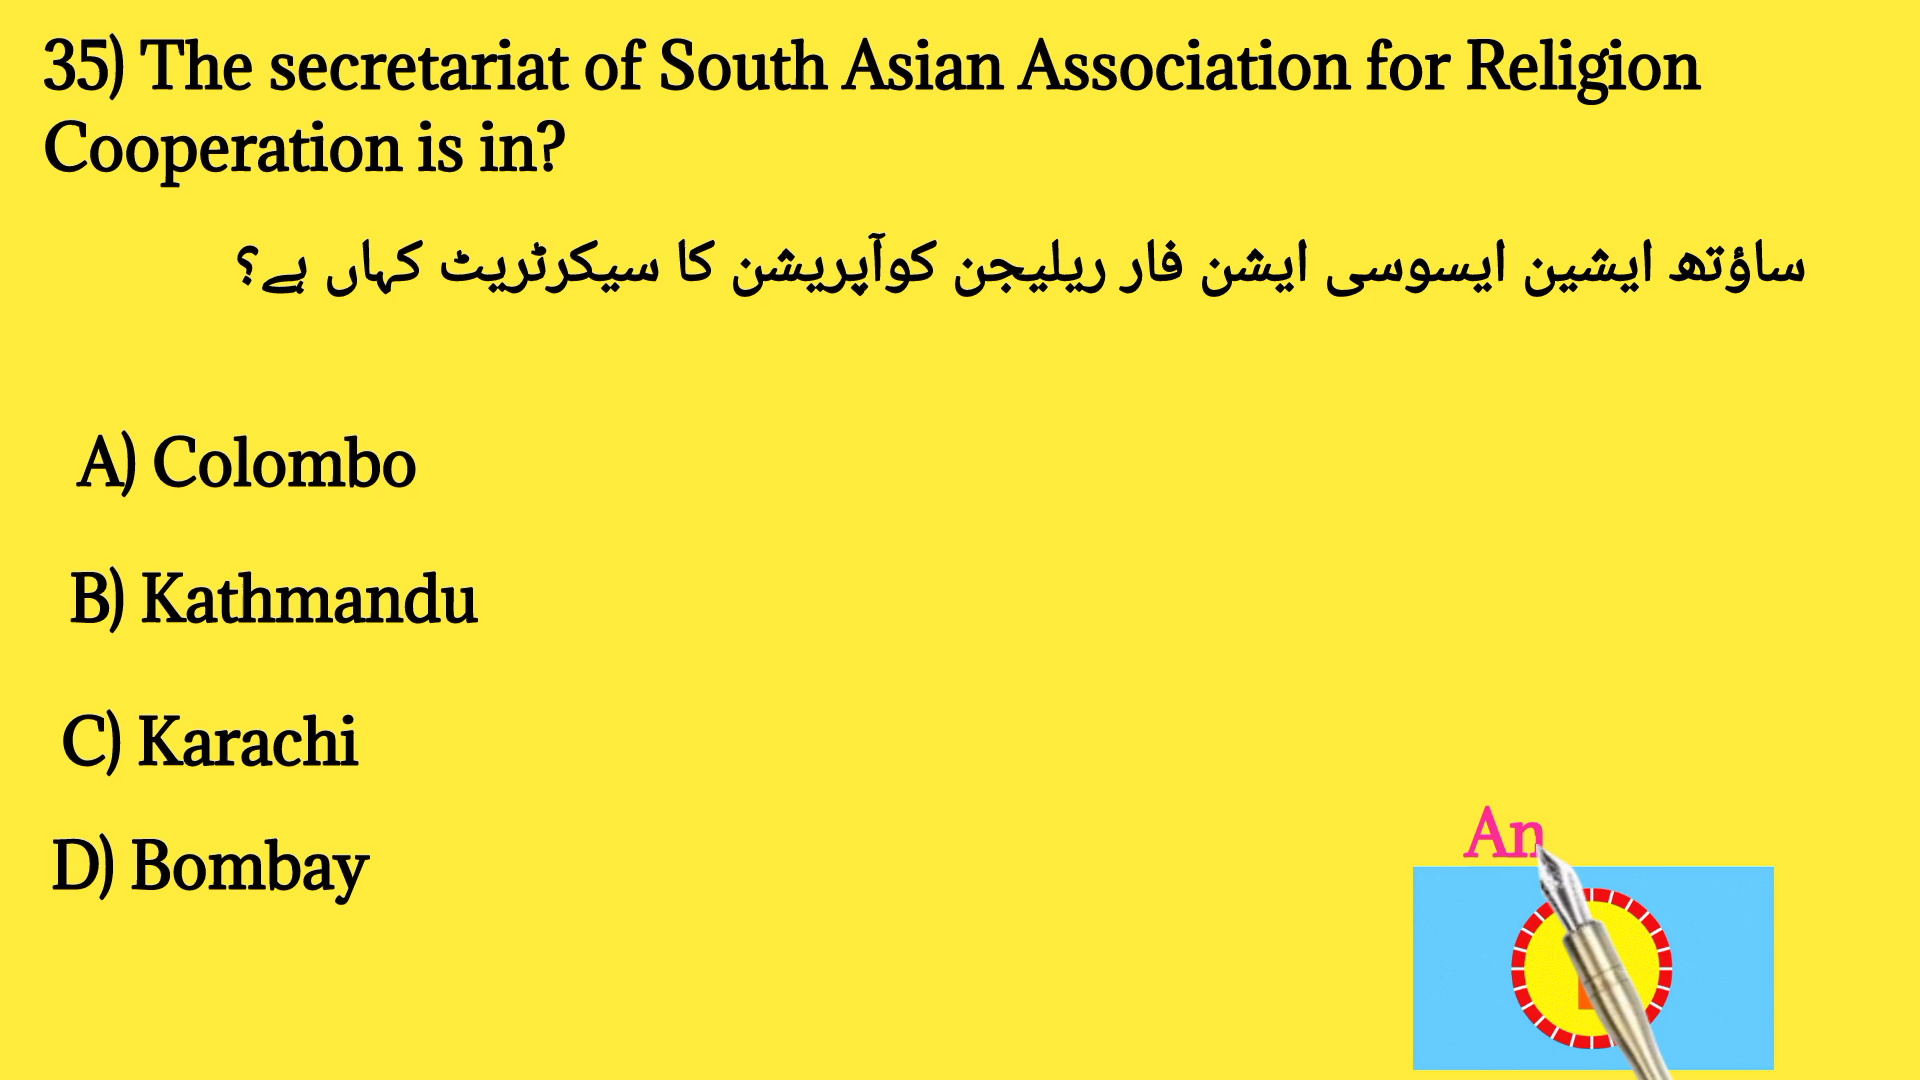 35) The secretariat of South Asian Association for Religion
Cooperation is in?
ساؤتھ ایشین ایسوسی ایشن فار ریلیجن کوآپریشن کا سیکرٹریٹ کہاں ہے؟
A) Colombo
B) Kathmandu
C) Karachi
D) Bombay
An